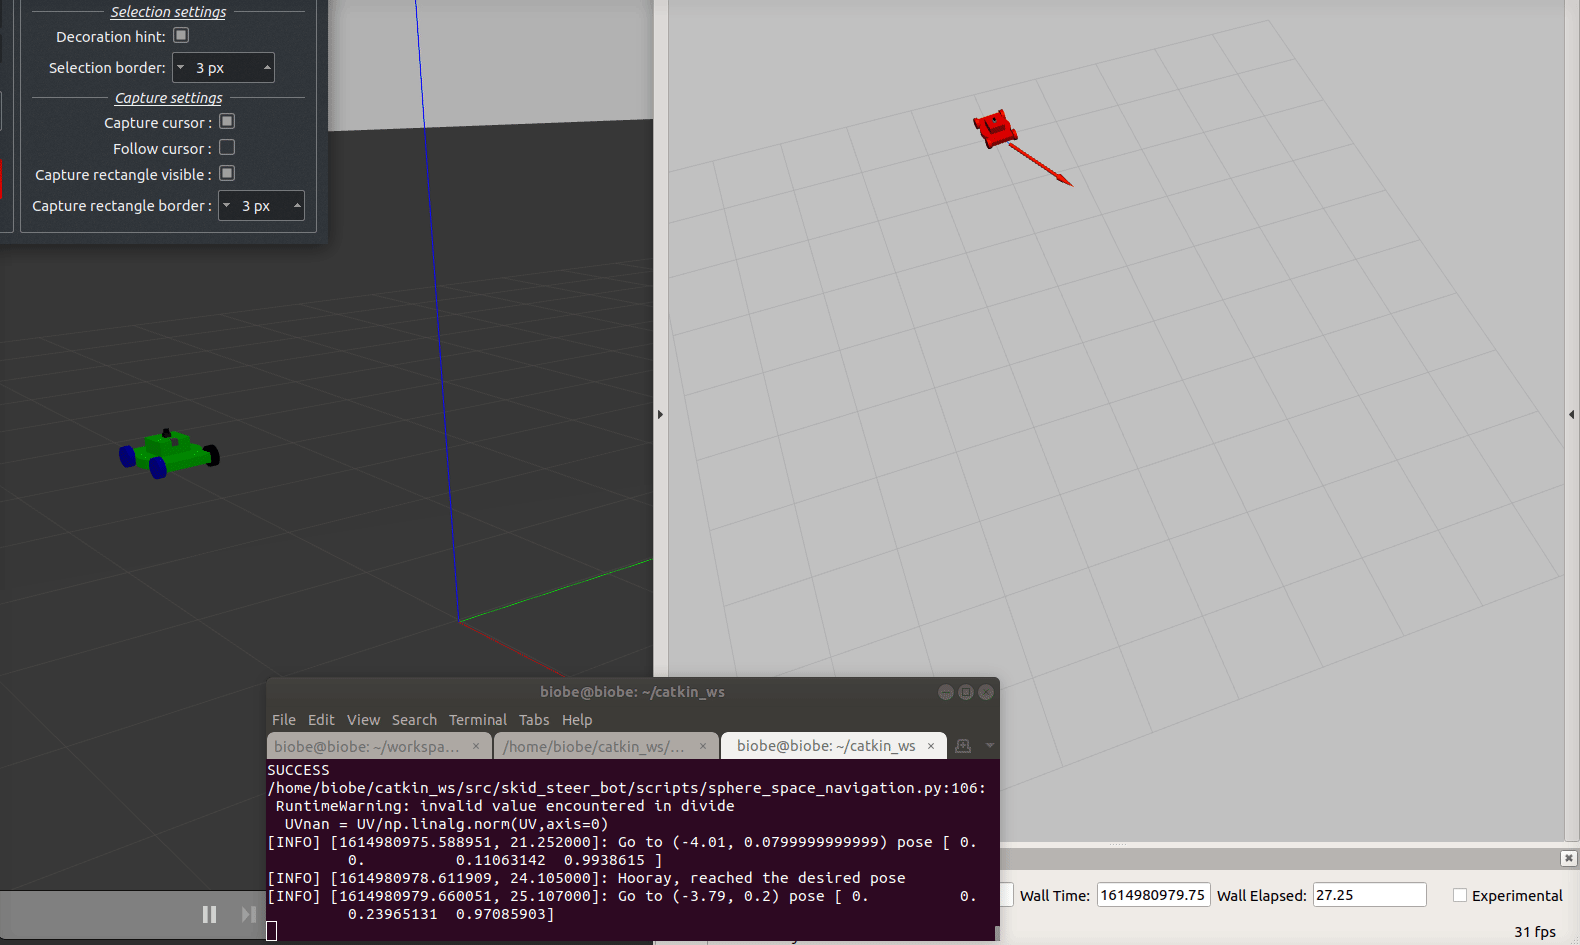 Selection settings
Decoration hint:
Selection border: 3 px
Capture settings
Capture cursor :
Follow cursor :
Capture rectangle visible :
Capture rectangle border : 3 px
biobe@biobe: ~/catkin_ws
File Edit View Search Terminal Tabs Help
biobe@biobe: ~/workspa... × /home/biobe/catkin_ws/... × biobe@biobe: ~/catkin_ws ×
SUCCESS
/home/biobe/catkin_ws/src/skid_steer_bot/scripts/sphere_space_navigation.py:106:
RuntimeWarning: invalid value encountered in divide
UVnan = UV/np.linalg.norm(UV,axis=0)
[INFO] [1614980975.588951, 21.252000]: Go to (-4.01, 0.0799999999999) pose [ 0.
0. 0.11063142 0.9938615 ]
[INFO] [1614980978.611909, 24.105000]: Hooray, reached the desired pose
[INFO] [1614980979.660051, 25.107000]: Go to (-3.79, 0.2) pose [ 0. 0.
0.23965131 0.97085903]
Wall Time: 1614980979.75 Wall Elapsed: 27.25 Experimental
31 fps